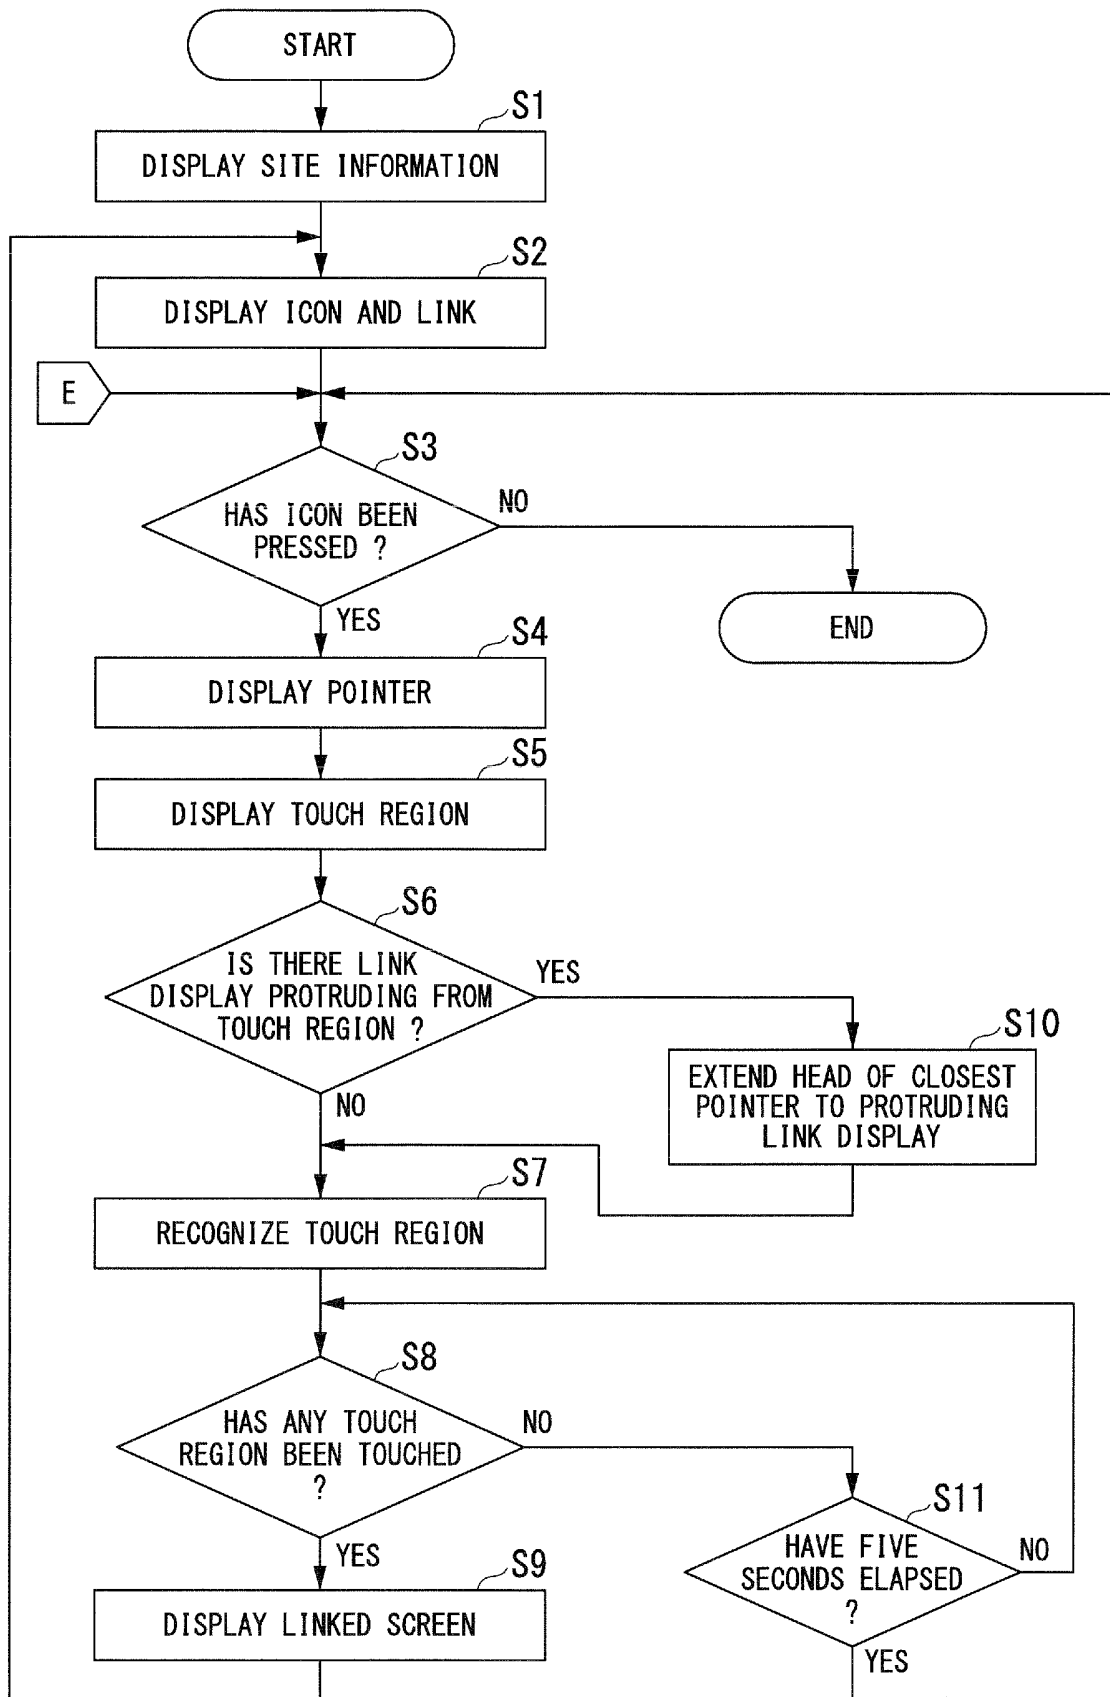 START
S1
DISPLAY SITE INFORMATION
S2
DISPLAY ICON AND LINK
E
S3
HAS ICON BEEN
PRESSED ?
NO
YES
END
S4
DISPLAY POINTER
S5
DISPLAY TOUCH REGION
S6
IS THERE LINK
DISPLAY PROTRUDING FROM
TOUCH REGION ?
YES
NO
S10
EXTEND HEAD OF CLOSEST
POINTER TO PROTRUDING
LINK DISPLAY
S7
RECOGNIZE TOUCH REGION
S8
HAS ANY TOUCH
REGION BEEN TOUCHED
?
NO
YES
S11
HAVE FIVE
SECONDS ELAPSED
?
NO
YES
S9
DISPLAY LINKED SCREEN